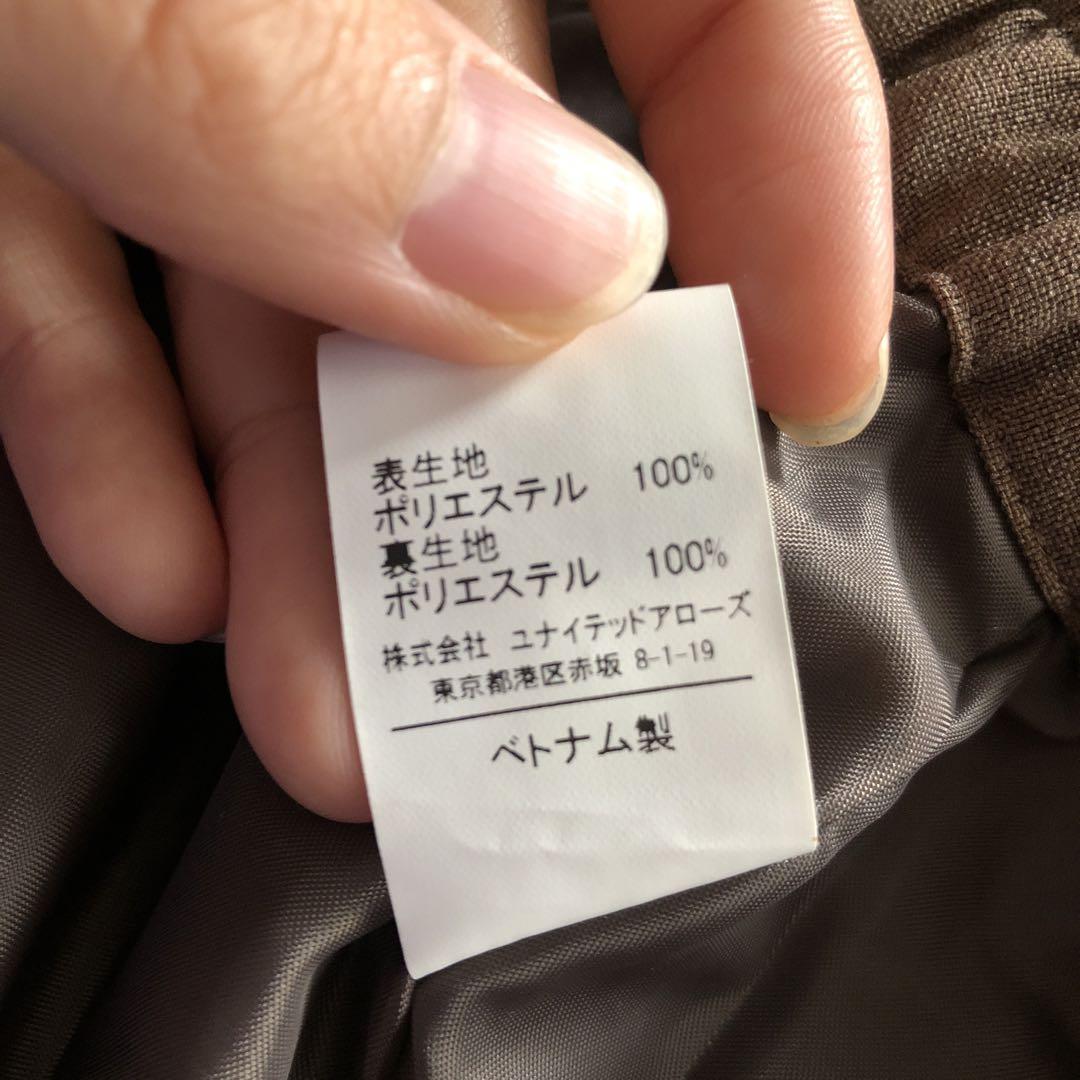 表生地
ポリエステル 100%
裏生地
ポリエステル 100%
株式会社 ユナイテッドアローズ
東京都港区赤坂 8-1-19
ベトナム製